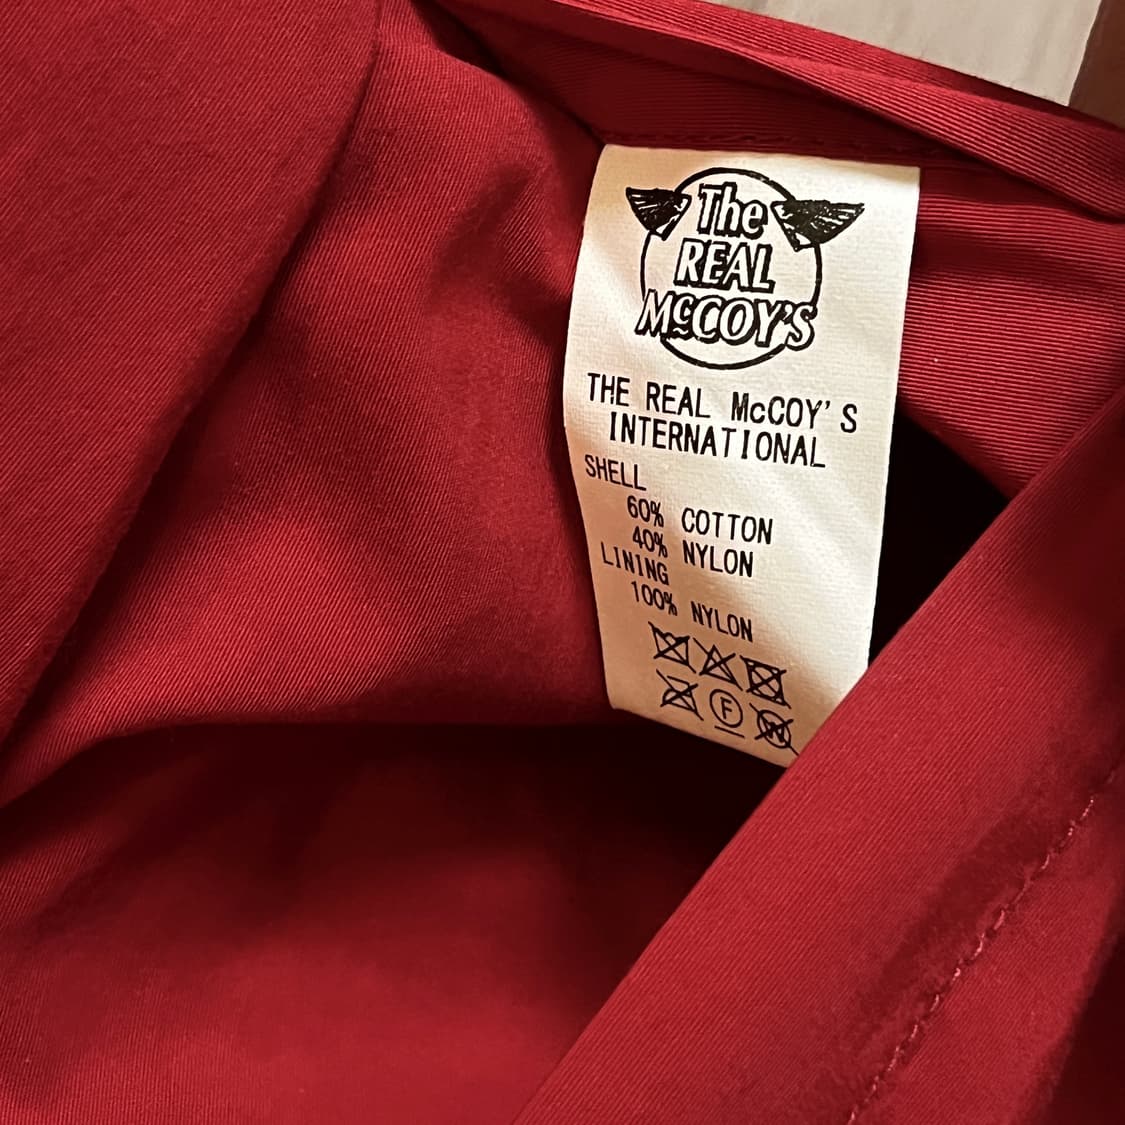 The
REAL
McCOY'S
THE REAL McCOY'S
INTERNATIONAL
SHELL
60% COTTON
40% NYLON
LINING
100% NYLON
F
W